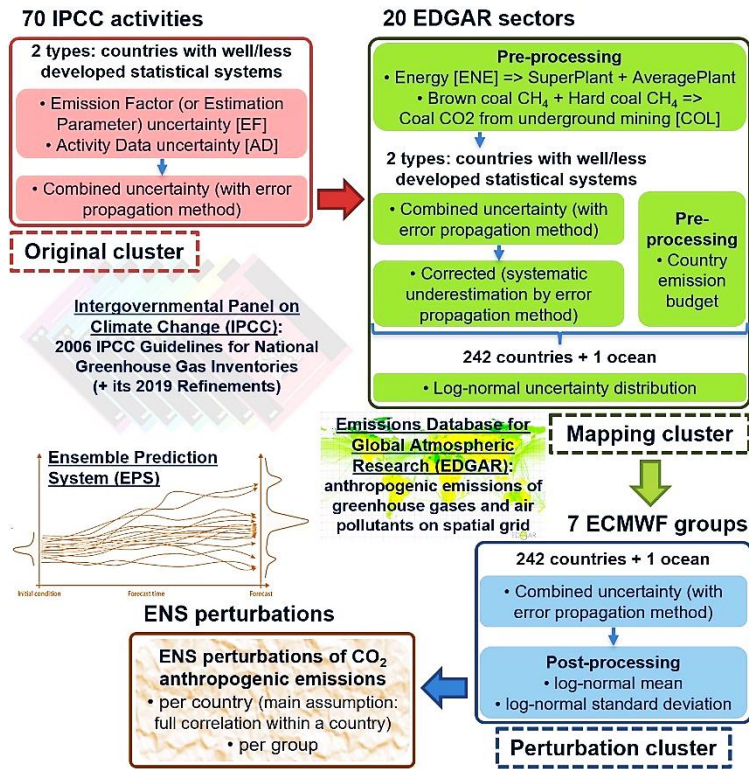 70 IPCC activities
2 types: countries with well/less
developed statistical systems
• Emission Factor (or Estimation
Parameter) uncertainty [EF]
• Activity Data uncertainty [AD]
• Combined uncertainty (with error
propagation method)
Original cluster
20 EDGAR sectors
Pre-processing
• Energy [ENE] => SuperPlant + AveragePlant
• Brown coal CH4 + Hard coal CH4 =>
Coal CO2 from underground mining [COL]
2 types: countries with well/less
developed statistical systems
• Combined uncertainty (with
error propagation method)
• Corrected (systematic
underestimation by error
propagation method)
Pre-
processing
• Country
emission
budget
242 countries + 1 ocean
• Log-normal uncertainty distribution
Mapping cluster
Intergovernmental Panel on
Climate Change (IPCC):
2006 IPCC Guidelines for National
Greenhouse Gas Inventories
(+ its 2019 Refinements)
Emissions Database for
Global Atmospheric
Research (EDGAR):
anthropogenic emissions of
greenhouse gases and air
pollutants on spatial grid
Ensemble Prediction
System (EPS)
Initial condition
Forecast time
Forecast
7 ECMWF groups
242 countries + 1 ocean
• Combined uncertainty (with
error propagation method)
Post-processing
• log-normal mean
• log-normal standard deviation
Perturbation cluster
ENS perturbations
ENS perturbations of CO2
anthropogenic emissions
• per country (main assumption:
full correlation within a country)
• per group